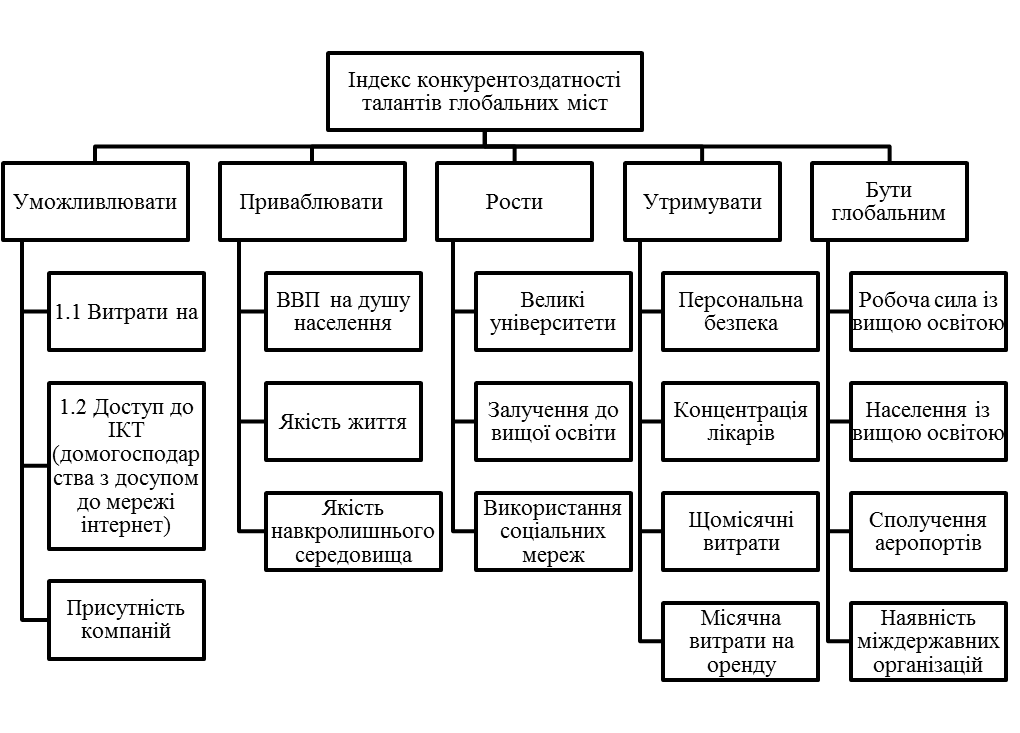 Індекс конкурентоздатності
талантів глобальних міст
Уможливлювати
1.1 Витрати на
1.2 Доступ до
ІКТ
(домогосподар
ства з досупом
до мережі
інтернет)
Присутність
компаній
Приваблювати
ВВП на душу
населення
Якість життя
Якість
навкролишнього
середовища
Рости
Великі
університети
Залучення до
вищої освіти
Використання
соціальних
мереж
Утримувати
Персональна
безпека
Концентрація
лікарів
Щомісячні
витрати
Місячна
витрати на
оренду
Бути
глобальним
Робоча сила із
вищою освітою
Населення із
вищою освітою
Сполучення
аеропортів
Наявність
міждержавних
організацій